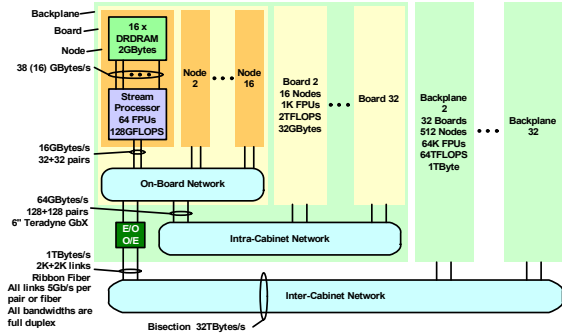 Backplane
Board
Node
16 x
DRDRAM
2GBytes
38 (16) GBytes/s
Stream
Processor
64 FPUs
128GFLOPS
16GBytes/s
32+32 pairs
Node
2
Node
16
On-Board Network
Board 2
16 Nodes
1K FPUs
2TFLOPS
32GBytes
Board 32
64GBytes/s
128+128 pairs
6" Teradyne GbX
E/O
O/E
Intra-Cabinet Network
Backplane
2
32 Boards
512 Nodes
64K FPUs
64TFLOPS
1TByte
Backplane
32
1TBytes/s
2K+2K links
Ribbon Fiber
All links 5Gb/s per
pair or fiber
All bandwidths are
full duplex
Inter-Cabinet Network
Bisection 32TBytes/s